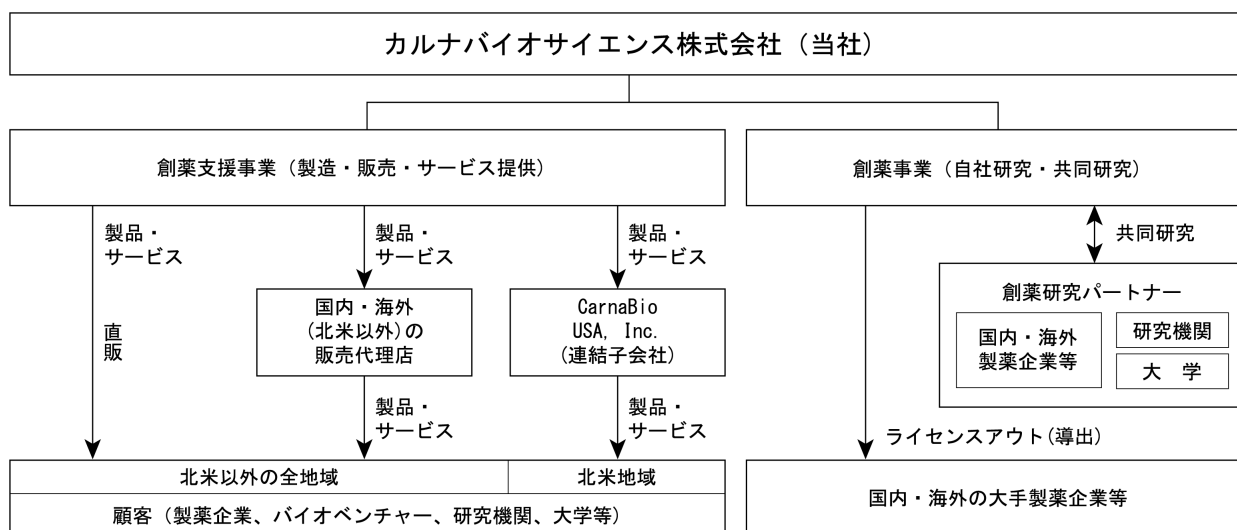 カルナバイオサイエンス株式会社（当社）
創薬支援事業（製造・販売・サービス提供）
製品・
サービス
直販
製品・
サービス
国内・海外
(北米以外)の
販売代理店
製品・
サービス
製品・
サービス
CarnaBio
USA, Inc.
(連結子会社)
製品・
サービス
北米以外の全地域
北米地域
顧客（製薬企業、バイオベンチャー、研究機関、大学等）
創薬事業（自社研究・共同研究）
共同研究
創薬研究パートナー
国内・海外
製薬企業等
研究機関
大　学
ライセンスアウト(導出)
国内・海外の大手製薬企業等